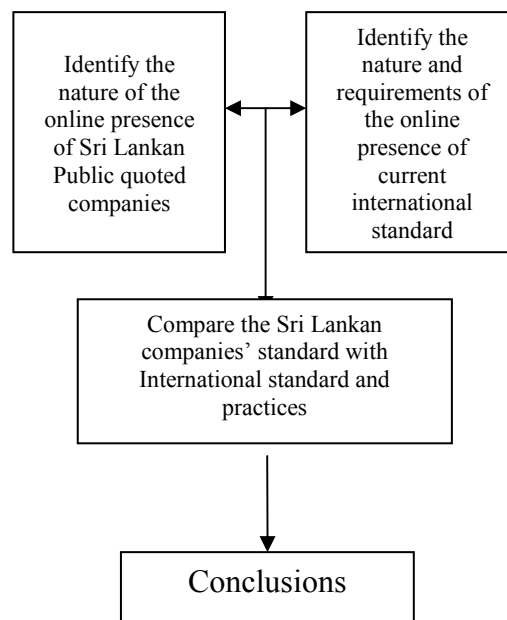 Identify the
nature of the
online presence
of Sri Lankan
Public quoted
companies
Identify the
nature and
requirements of
the online
presence of
current
international
standard
Compare the Sri Lankan
companies’ standard with
International standard and
practices
Conclusions